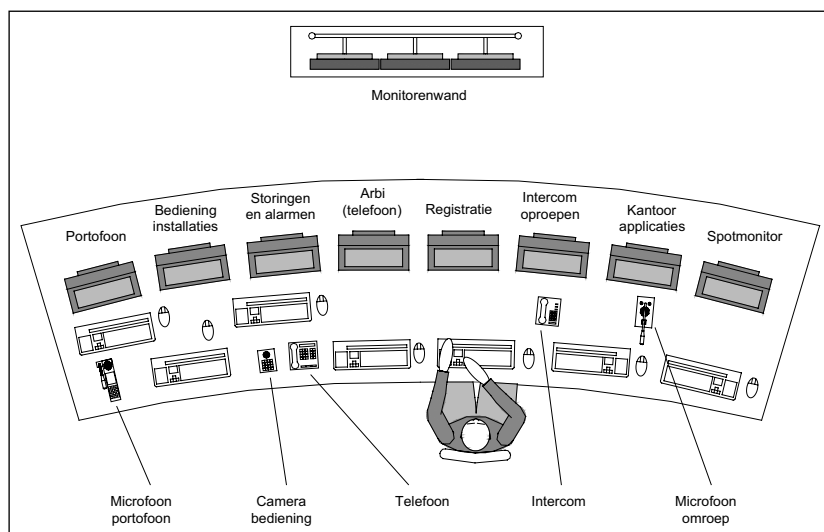 Monitorenwand
Portofoon
Bediening
installaties
Storingen
en alarmen
Arbi
(telefoon)
Registratie
Intercom
oproepen
Kantoor
applicaties
Spotmonitor
Microfoon
portofoon
Camera
bediening
Telefoon
Intercom
Microfoon
omroep